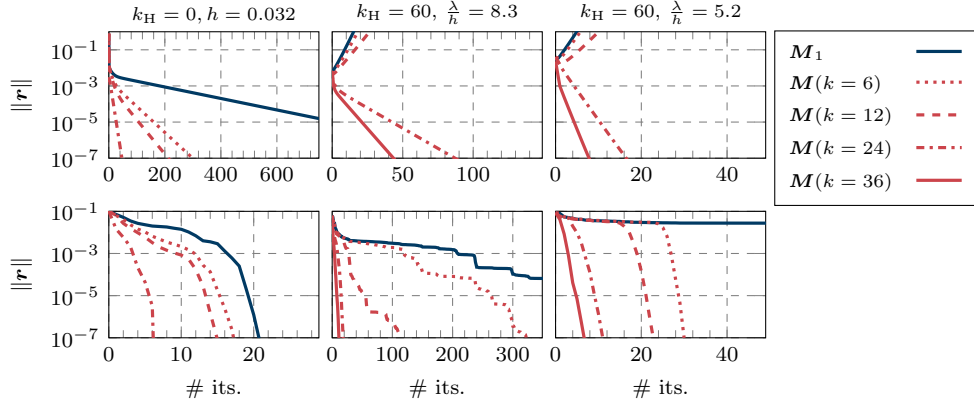 k_H = 0, h = 0.032
k_H = 60, λ/h = 8.3
k_H = 60, λ/h = 5.2
‖r‖
10⁻¹
10⁻³
10⁻⁵
10⁻⁷
0 200 400 600
0 50 100
0 20 40
M₁
M(k = 6)
M(k = 12)
M(k = 24)
M(k = 36)
‖r‖
10⁻¹
10⁻³
10⁻⁵
10⁻⁷
0 10 20
0 100 200 300
0 20 40
# its.
# its.
# its.